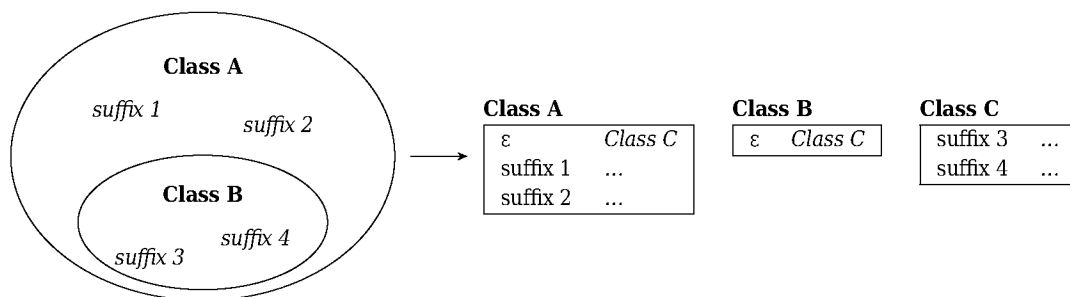 Class A
suffix 1
suffix 2
Class B
suffix 3
suffix 4
Class A
ε Class C
suffix 1 ...
suffix 2 ...
Class B
ε Class C
Class C
suffix 3 ...
suffix 4 ...